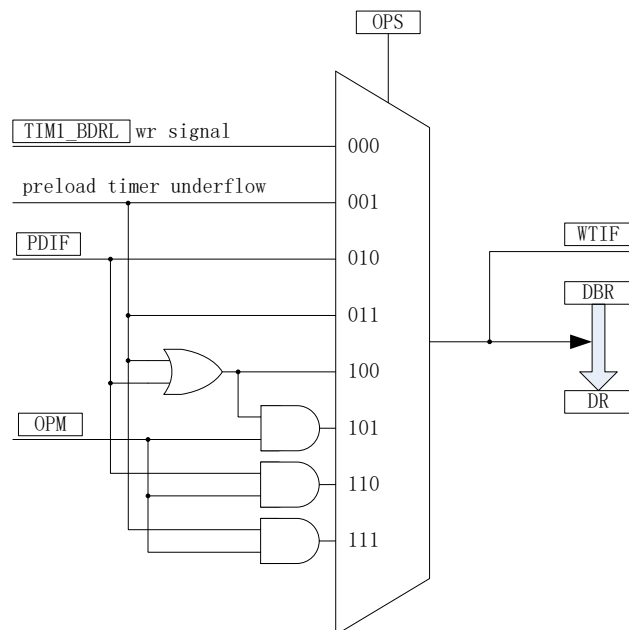 OPS
TIM1_BDRL wr signal
000
preload timer underflow
001
PDIF
010
WTIF
DBR
011
100
DR
OPM
101
110
111